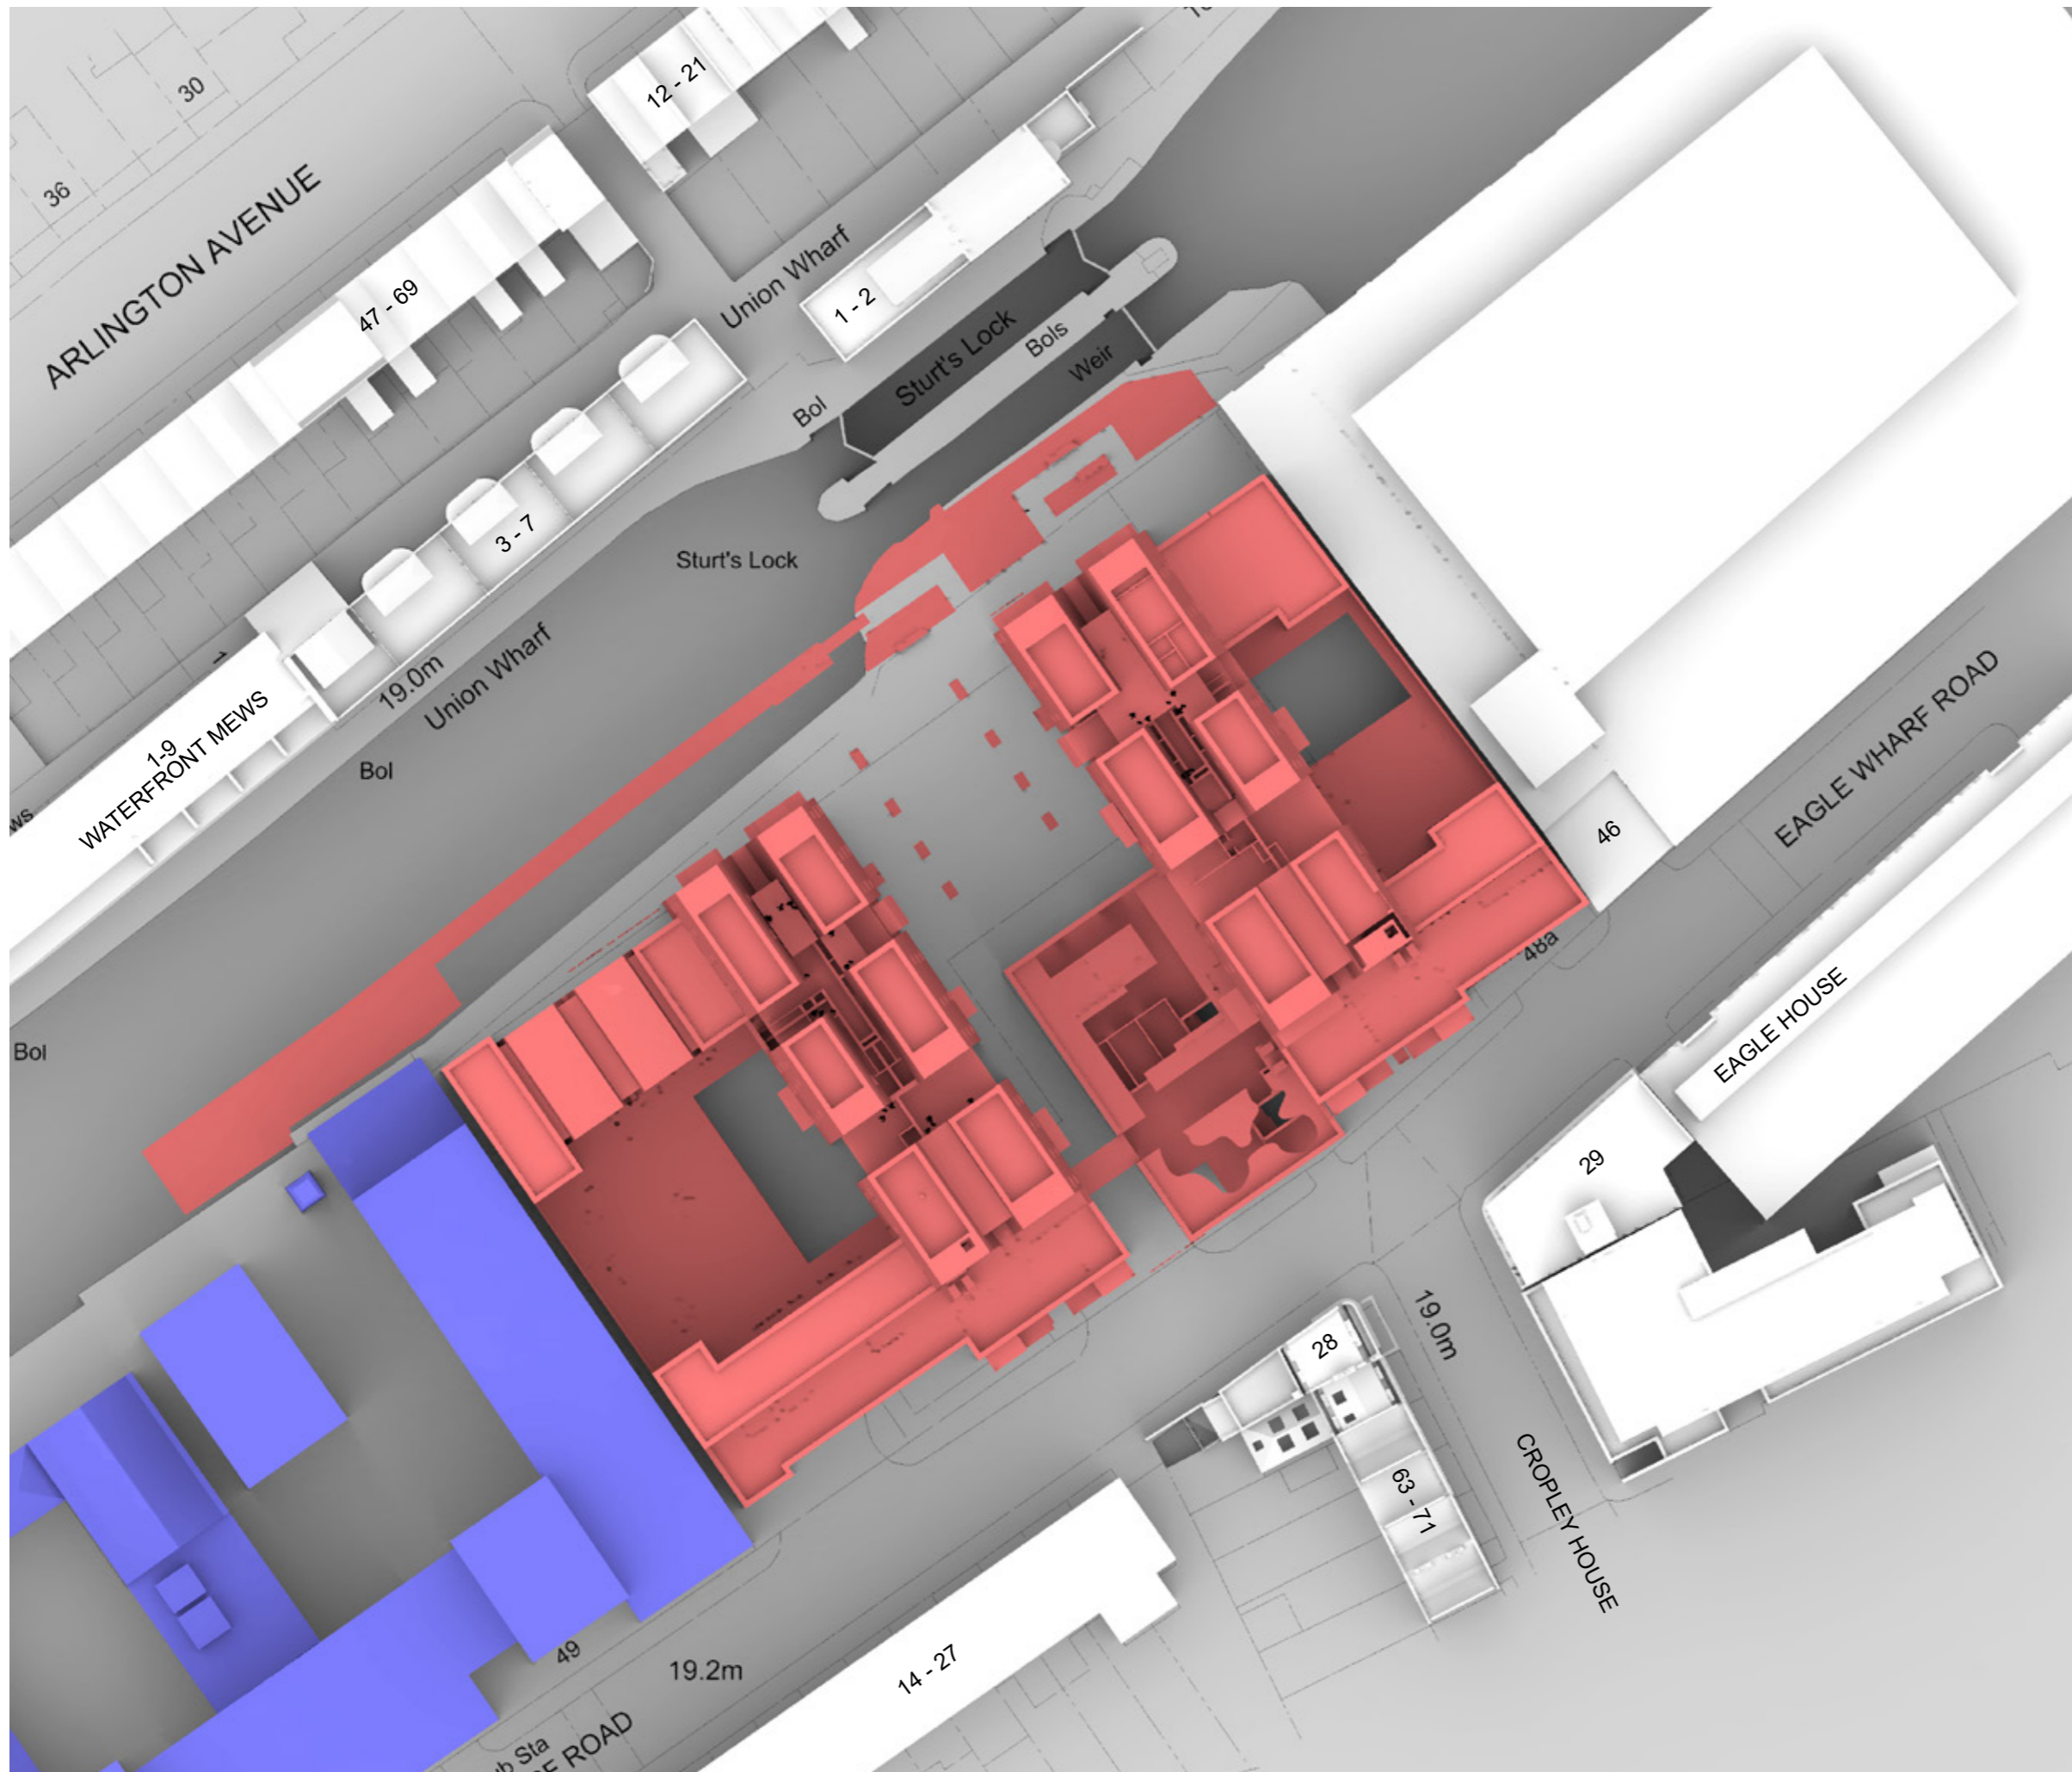 30
12 - 21
36
ARLINGTON AVENUE
47 - 69
Union Wharf
1 - 2
Sturt's Lock
Bols
Weir
Bol
3 - 7
Sturt's Lock
19.0m
Union Wharf
1-9
WATERFRONT MEWS
Bol
46
EAGLE WHARF ROAD
48a
EAGLE HOUSE
Bol
29
19.0m
28
63 - 71
CROPLEY HOUSE
49
19.2m
14 - 27
ROAD